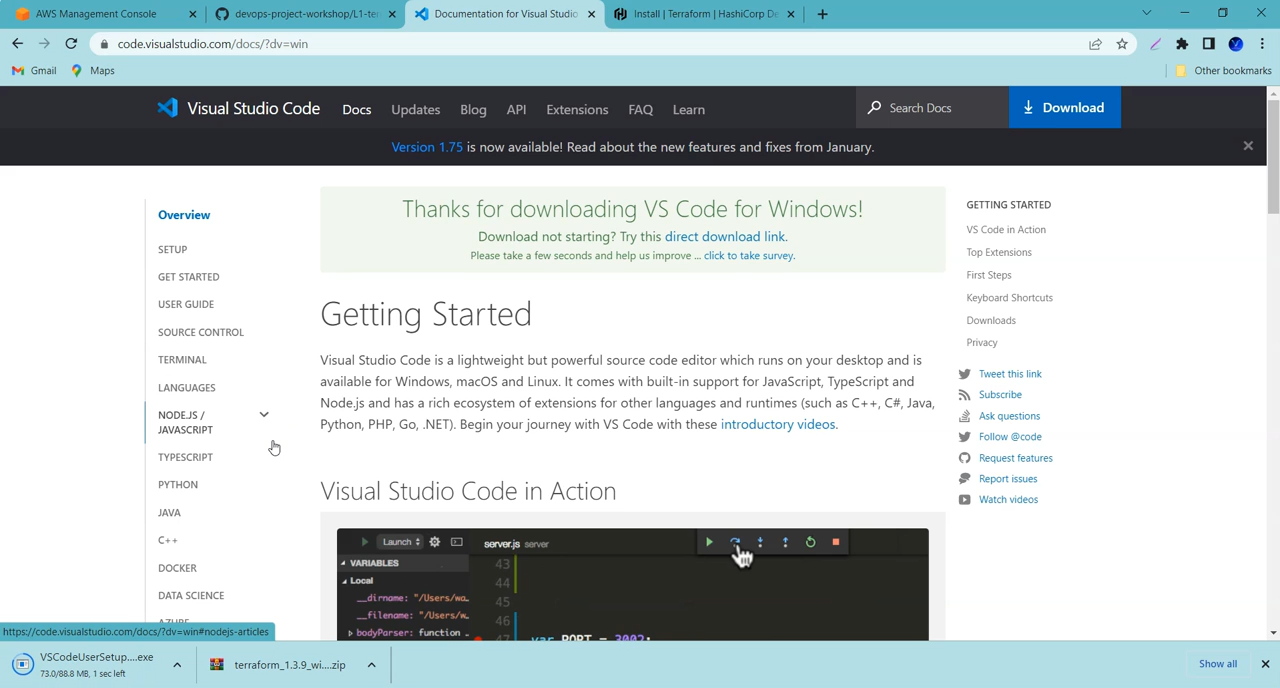 AWS Management Console
devops-project-workshop/L1-te
Documentation for Visual Studio
Install | Terraform | HashiCorp De
code.visualstudio.com/docs/?dv=win
Gmail
Maps
Other bookmarks
Visual Studio Code
Docs
Updates
Blog
API
Extensions
FAQ
Learn
Search Docs
Download
Version 1.75 is now available! Read about the new features and fixes from January.
Overview
SETUP
GET STARTED
USER GUIDE
SOURCE CONTROL
TERMINAL
LANGUAGES
NODE.JS /
JAVASCRIPT
TYPESCRIPT
PYTHON
JAVA
C++
DOCKER
DATA SCIENCE
AZURE
Thanks for downloading VS Code for Windows!
Download not starting? Try this direct download link.
Please take a few seconds and help us improve ... click to take survey.
Getting Started
Visual Studio Code is a lightweight but powerful source code editor which runs on your desktop and is
available for Windows, macOS and Linux. It comes with built-in support for JavaScript, TypeScript and
Node.js and has a rich ecosystem of extensions for other languages and runtimes (such as C++, C#, Java,
Python, PHP, Go, .NET). Begin your journey with VS Code with these introductory videos.
Visual Studio Code in Action
Launch
server.js server
VARIABLES
Local
__dirname: "/Users/wa
__filename: "/Users/w
bodyParser: function
43
44
45
46
47
var PORT = 3002;
GETTING STARTED
VS Code in Action
Top Extensions
First Steps
Keyboard Shortcuts
Downloads
Privacy
Tweet this link
Subscribe
Ask questions
Follow @code
Request features
Report issues
Watch videos
https://code.visualstudio.com/docs/?dv=win#nodejs-articles
VSCodeUserSetup....exe
73.0/88.8 MB, 1 sec left
terraform_1.3.9_wi....zip
Show all